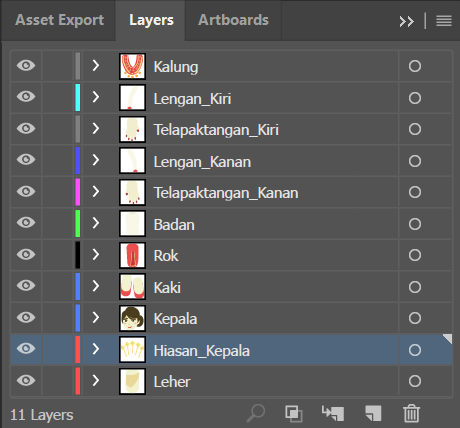 Asset Export Layers Artboards
Kalung
Lengan_Kiri
Telapaktangan_Kiri
Lengan_Kanan
Telapaktangan_Kanan
Badan
Rok
Kaki
Kepala
Hiasan_Kepala
Leher
11 Layers